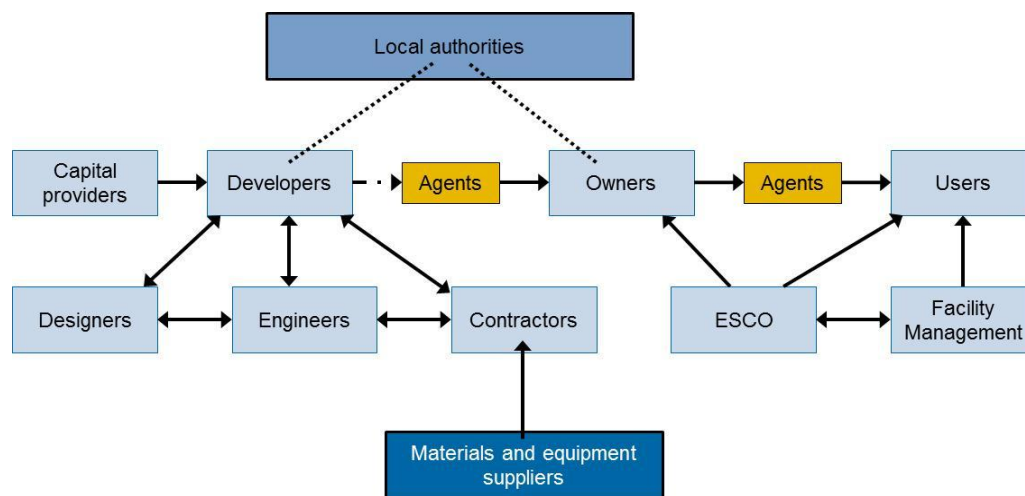 Local authorities
Capital
providers
Developers
Agents
Owners
Agents
Users
Designers
Engineers
Contractors
ESCO
Facility
Management
Materials and equipment
suppliers